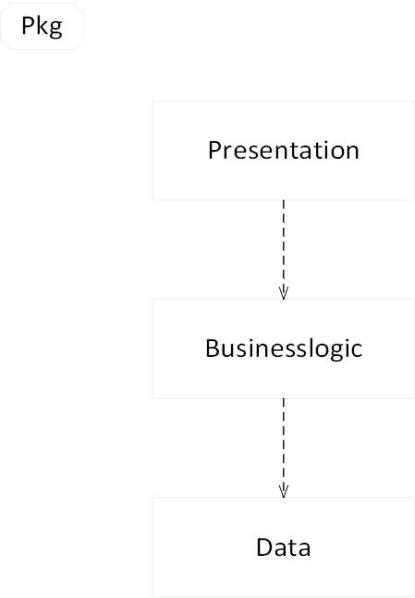 Pkg
Presentation
Businesslogic
Data